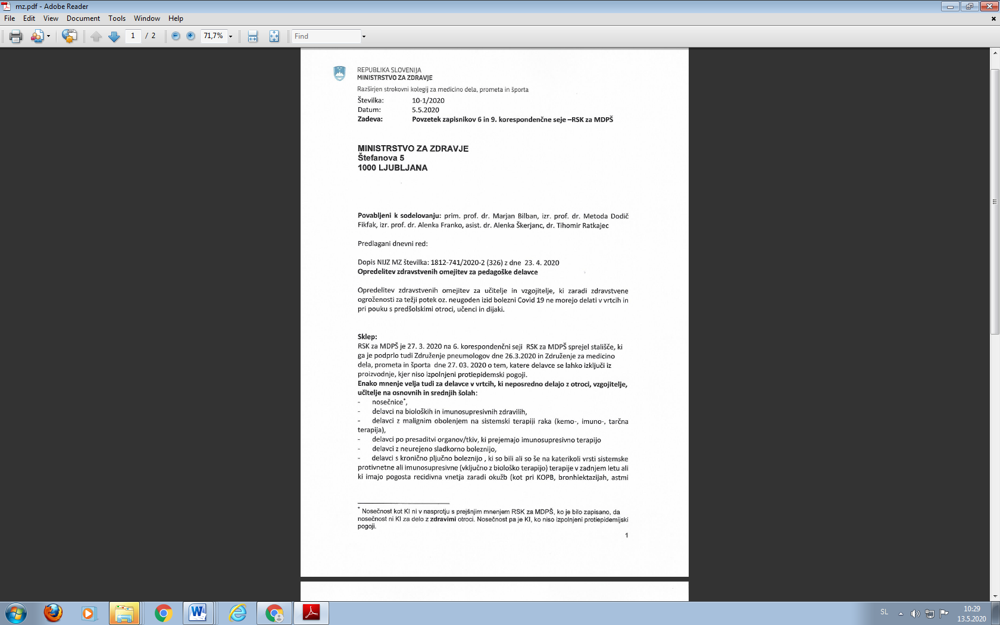 mz.pdf - Adobe Reader
File Edit View Document Tools Window Help
1 / 2 71,7% Find
REPUBLIKA SLOVENIJA
MINISTRSTVO ZA ZDRAVJE
Razširjen strokovni kolegij za medicino dela, prometa in športa
Številka: 10-1/2020
Datum: 5.5.2020
Zadeva: Povzetek zapisnikov 6 in 9. korespondenčne seje –RSK za MDPŠ
MINISTRSTVO ZA ZDRAVJE
Štefanova 5
1000 LJUBLJANA
Povabljeni k sodelovanju: prim. prof. dr. Marjan Bilban, izr. prof. dr. Metoda Dodič
Fikfak, izr. prof. dr. Alenka Franko, asist. dr. Alenka Škerjanc, dr. Tihomir Ratkajec
Predlagani dnevni red:
Dopis NIJZ MZ številka: 1812-741/2020-2 (326) z dne 23. 4. 2020
Opredelitev zdravstvenih omejitev za pedagoške delavce
Opredelitev zdravstvenih omejitev za učitelje in vzgojitelje, ki zaradi zdravstvene
ogroženosti za težji potek oz. neugoden izid bolezni Covid 19 ne morejo delati v vrtcih in
pri pouku s predšolskimi otroci, učenci in dijaki.
Sklep:
RSK za MDPŠ je 27. 3. 2020 na 6. korespondenčni seji RSK za MDPŠ sprejel stališče, ki
ga je podprlo tudi Združenje pneumologov dne 26.3.2020 in Združenje za medicino
dela, prometa in športa dne 27. 03. 2020 o tem, katere delavce se lahko izključi iz
proizvodnje, kjer niso izpolnjeni protiepidemski pogoji.
Enako mnenje velja tudi za delavce v vrtcih, ki neposredno delajo z otroci, vzgojitelje,
učitelje na osnovnih in srednjih šolah:
- nosečnice*,
- delavci na bioloških in imunosupresivnih zdravilih,
- delavci z malignim obolenjem na sistemski terapiji raka (kemo-, imuno-, tarčna
terapija),
- delavci po presaditvi organov/tkiv, ki prejemajo imunosupresivno terapijo
- delavci z neurejeno sladkorno boleznijo,
- delavci s kronično pljučno boleznijo , ki so bili ali so še na katerikoli vrsti sistemske
protivnetne ali imunosupresivne (vključno z biološko terapijo) terapije v zadnjem letu ali
ki imajo pogosta recidivna vnetja zaradi okužb (kot pri KOPB, bronhiektazijah, astmi
* Nosečnost kot KI ni v nasprotju s prejšnjim mnenjem RSK za MDPŠ, ko je bilo zapisano, da
nosečnost ni KI za delo z zdravimi otroci. Nosečnost pa je KI, ko niso izpolnjeni protiepidemijski
pogoji.
1
SL 10:29
13.5.2020